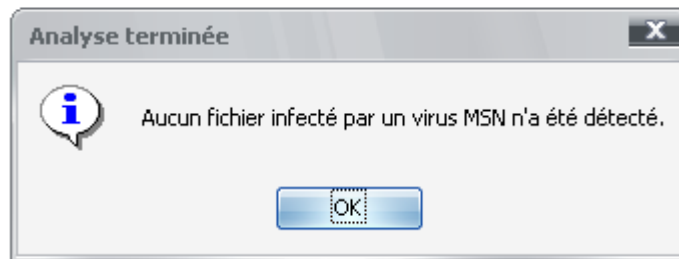 Analyse terminée
Aucun fichier infecté par un virus MSN n'a été détecté.
OK